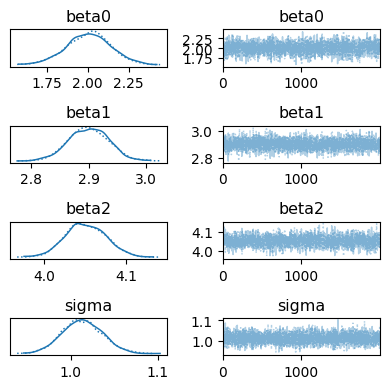 beta0 beta0
2.25
2.00
1.75
1.75 2.00 2.25 0 1000
beta1 beta1
3.0
2.8
2.8 2.9 3.0 0 1000
beta2 beta2
4.1
4.0
4.0 4.1 0 1000
sigma sigma
1.1
1.0
1.0 1.1 0 1000